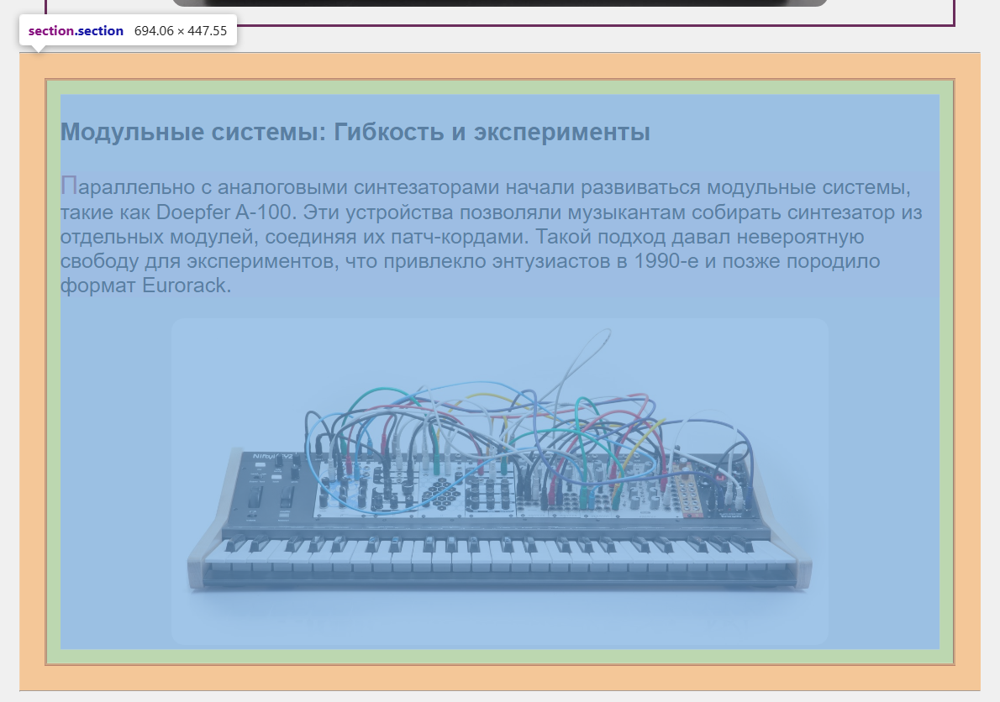 section.section 694.06 × 447.55
Модульные системы: Гибкость и эксперименты
Параллельно с аналоговыми синтезаторами начали развиваться модульные системы,
такие как Doepfer A-100. Эти устройства позволяли музыкантам собирать синтезатор из
отдельных модулей, соединяя их патч-кордами. Такой подход давал невероятную
свободу для экспериментов, что привлекло энтузиастов в 1990-е и позже породило
формат Eurorack.